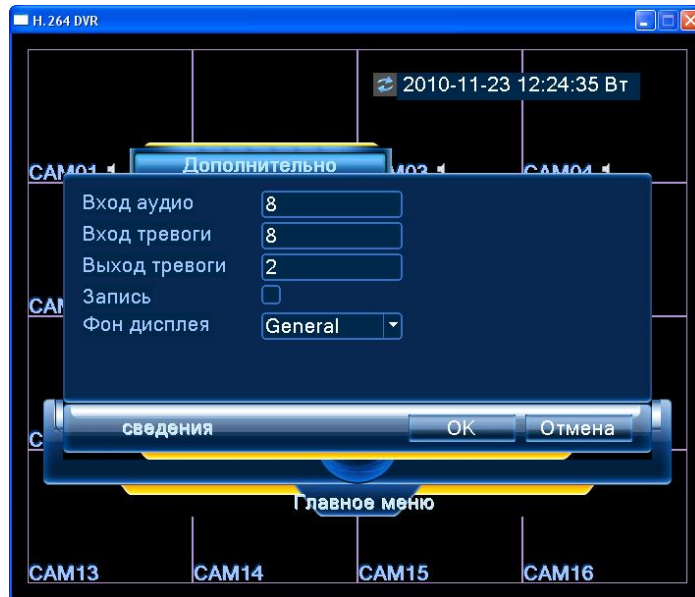 H.264 DVR
2010-11-23 12:24:35 Вт
Дополнительно
CAM01
CAM04
Вход аудио 8
Вход тревоги 8
Выход тревоги 2
Запись
Фон дисплея General
сведения OK Отмена
Главное меню
CAM13 CAM14 CAM15 CAM16